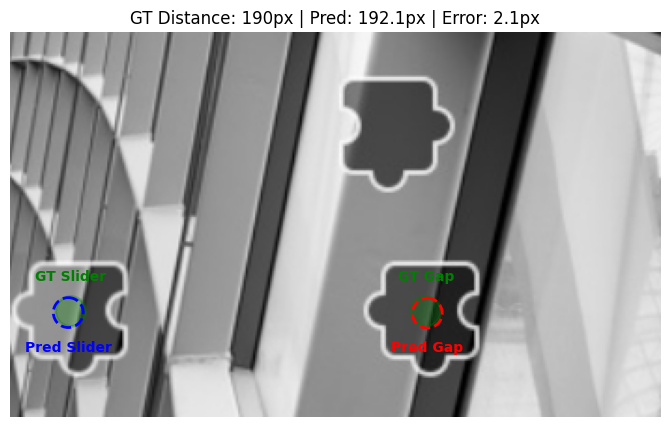 GT Distance: 190px | Pred: 192.1px | Error: 2.1px
GT Slider
GT Gap
Pred Slider
Pred Gap